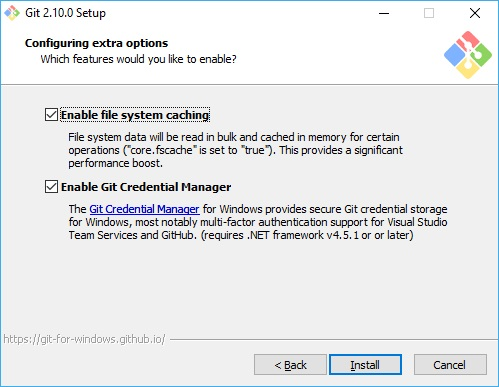 Git 2.10.0 Setup
Configuring extra options
Which features would you like to enable?
Enable file system caching
File system data will be read in bulk and cached in memory for certain
operations ("core.fscache" is set to "true"). This provides a significant
performance boost.
Enable Git Credential Manager
The Git Credential Manager for Windows provides secure Git credential storage
for Windows, most notably multi-factor authentication support for Visual Studio
Team Services and GitHub. (requires .NET framework v4.5.1 or or later)
https://git-for-windows.github.io/
< Back
Install
Cancel